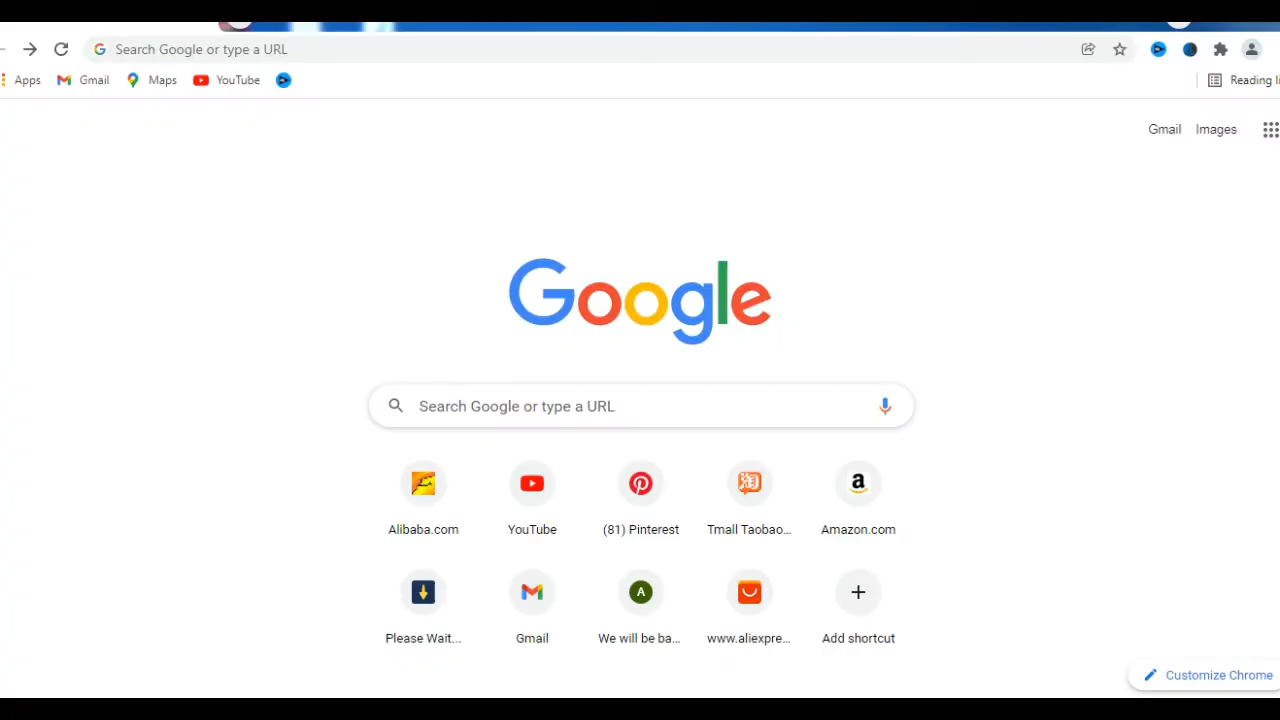 Search Google or type a URL
Apps Gmail Maps YouTube
Reading li
Gmail Images
Google
Search Google or type a URL
Alibaba.com YouTube (81) Pinterest Tmall Taobao... Amazon.com
淘
a
A
Please Wait... Gmail We will be ba... www.aliexpre... Add shortcut
Customize Chrome